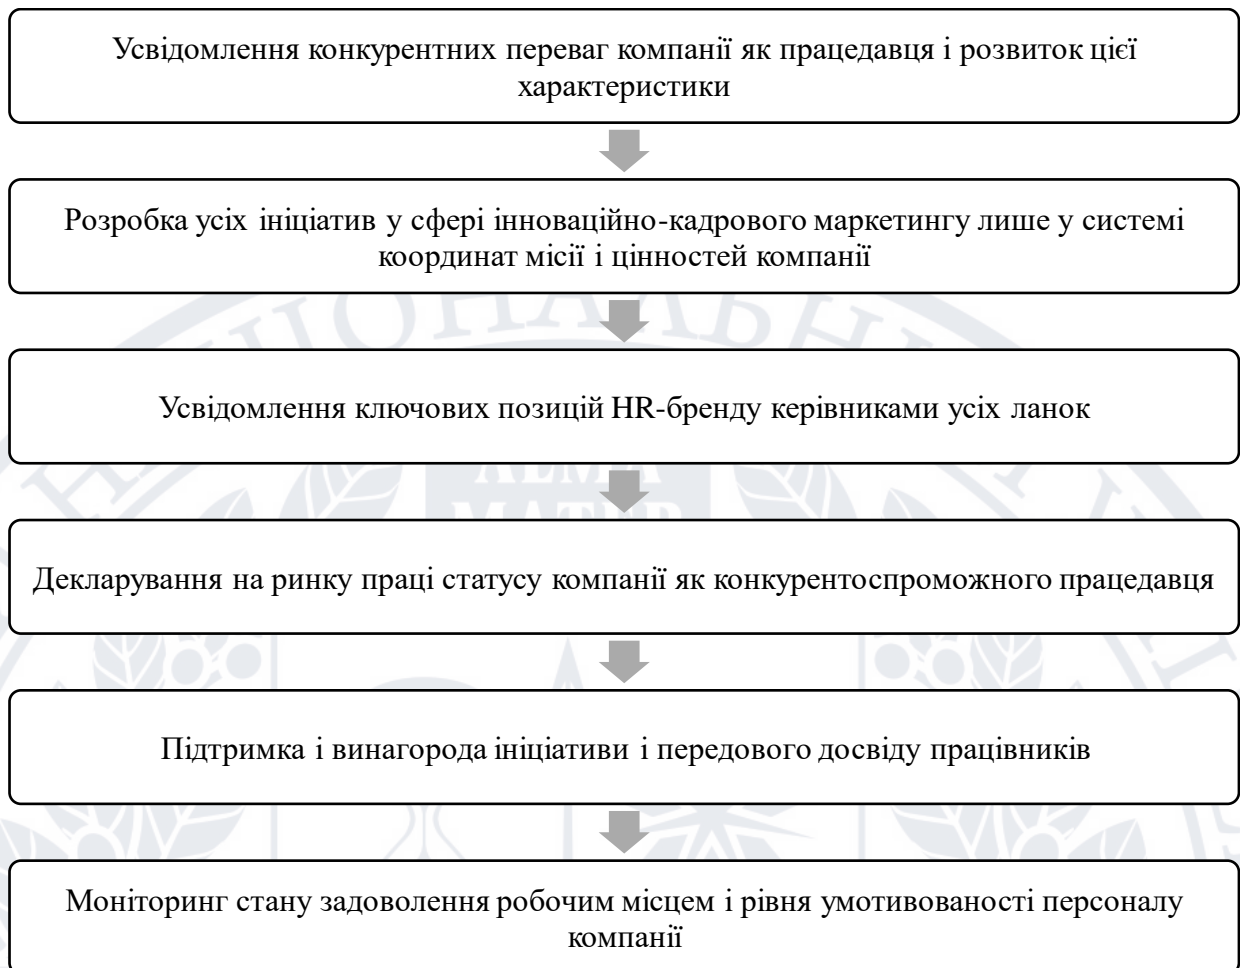 Усвідомлення конкурентних переваг компанії як працедавця і розвиток цієї
характеристики
Розробка усіх ініціатив у сфері інноваційно-кадрового маркетингу лише у системі
координат місії і цінностей компанії
Усвідомлення ключових позицій HR-бренду керівниками усіх ланок
Декларування на ринку праці статусу компанії як конкурентоспроможного працедавця
Підтримка і винагорода ініціативи і передового досвіду працівників
Моніторинг стану задоволення робочим місцем і рівня умотивованості персоналу
компанії